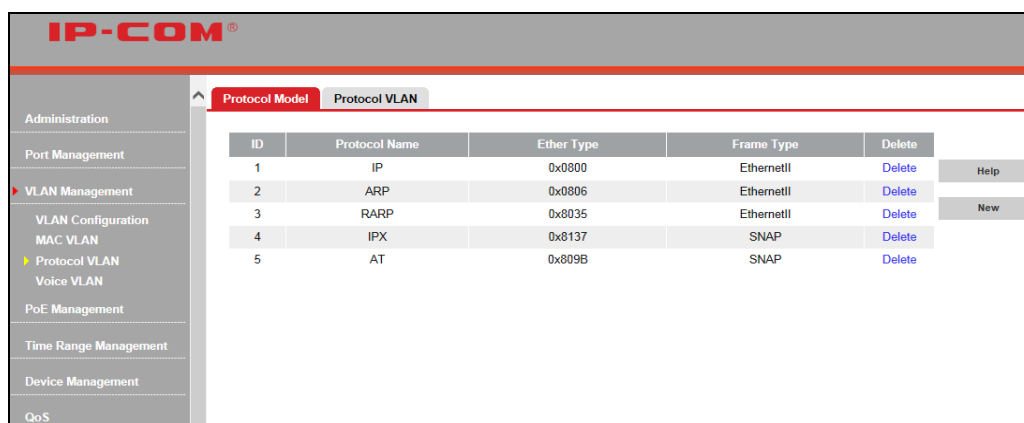 IP-COM®
Protocol Model Protocol VLAN
Administration
Port Management
VLAN Management
VLAN Configuration
MAC VLAN
Protocol VLAN
Voice VLAN
PoE Management
Time Range Management
Device Management
QoS
ID Protocol Name Ether Type Frame Type Delete
1 IP 0x0800 EthernetII Delete
2 ARP 0x0806 EthernetII Delete
3 RARP 0x8035 EthernetII Delete
4 IPX 0x8137 SNAP Delete
5 AT 0x809B SNAP Delete
Help
New